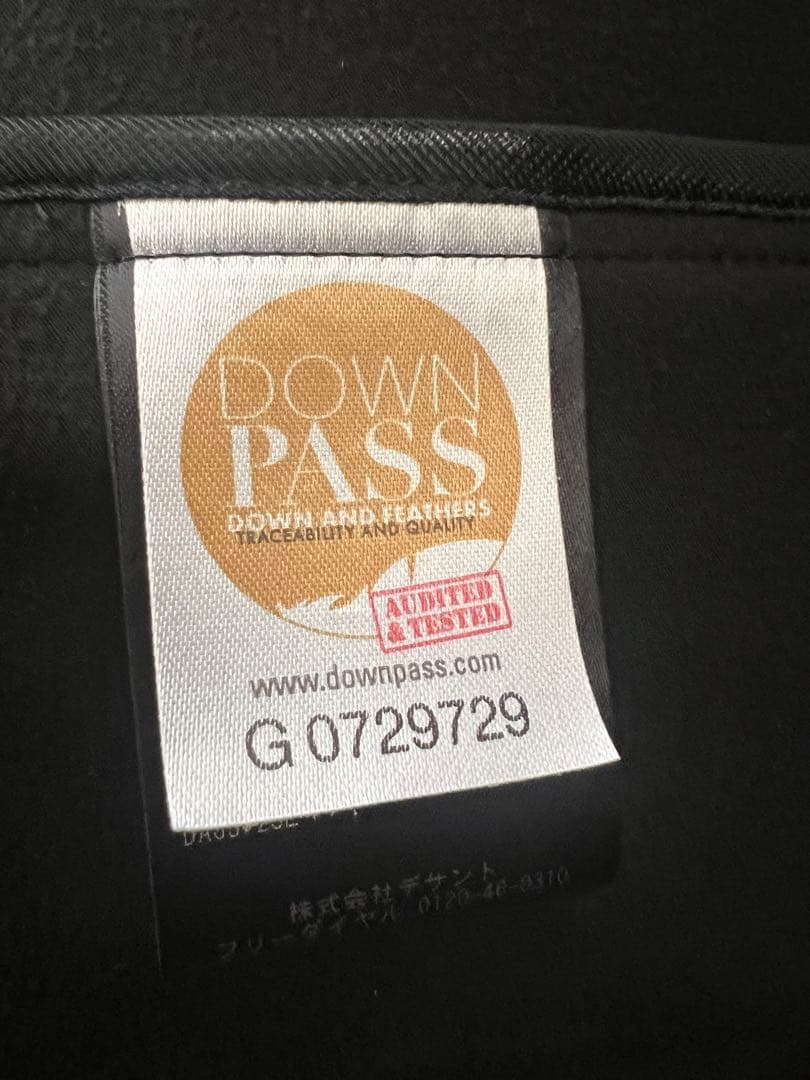 DOWN
PASS
DOWN AND FEATHERS
TRACEABILITY AND QUALITY
AUDITED
& TESTED
www.downpass.com
G 0729729
株式会社デサント
フリーダイヤル 0120-46-0310